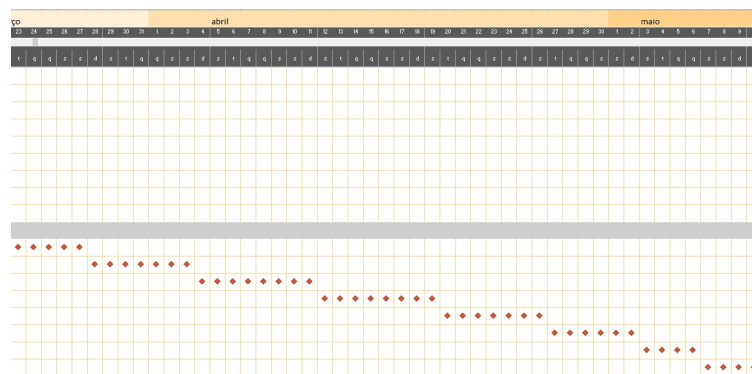 rço abril maio
23 24 25 26 27 28 29 30 31 1 2 3 4 5 6 7 8 9 10 11 12 13 14 15 16 17 18 19 20 21 22 23 24 25 26 27 28 29 30 1 2 3 4 5 6 7 8 9
t q q s s d s t q q s s d s t q q s s d s t q q s s d s t q q s s d s t q q s s d s t q q s s d